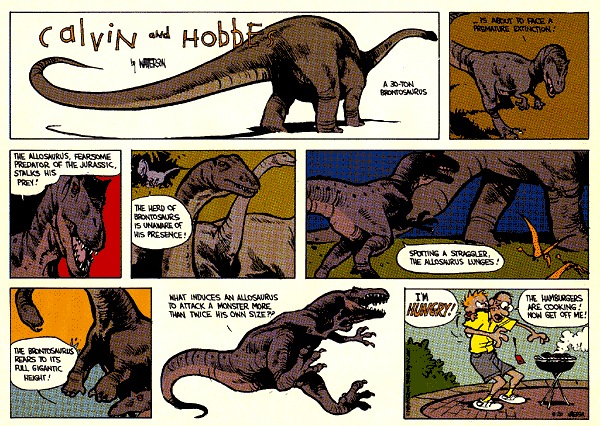 Calvin and Hobbes
by WATTERSON
A 30-TON
BRONTOSAURUS
...IS ABOUT TO FACE A
PREMATURE EXTINCTION!
THE ALLOSAURUS, FEARSOME
PREDATOR OF THE JURASSIC,
STALKS HIS
PREY!
THE HERD OF
BRONTOSAURS
IS UNAWARE OF
HIS PRESENCE!
SPOTTING A STRAGGLER,
THE ALLOSAURUS LUNGES!
THE BRONTOSAURUS
REARS TO ITS
FULL GIGANTIC
HEIGHT!
WHAT INDUCES AN ALLOSAURUS
TO ATTACK A MONSTER MORE
THAN TWICE HIS OWN SIZE??
I'M
HUNGRY!
THE HAMBURGERS
ARE COOKING!
NOW GET OFF ME!